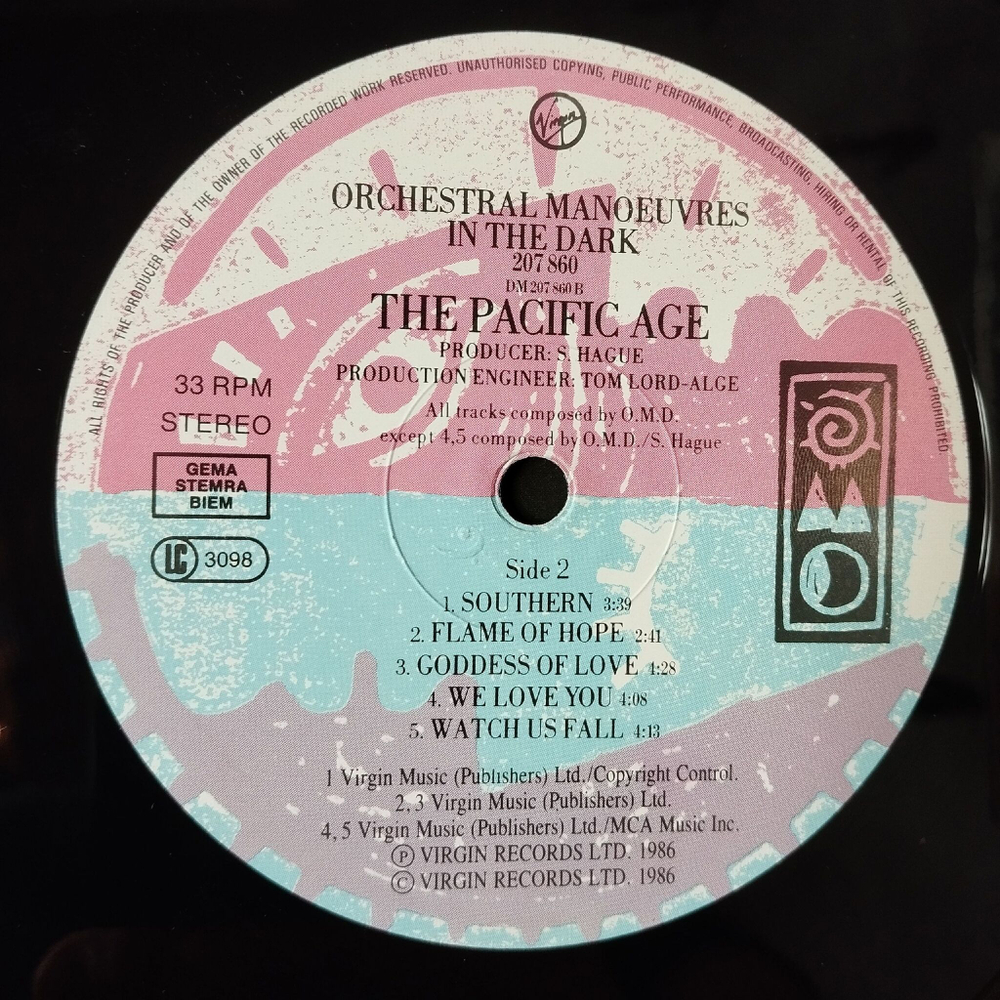 ALL RIGHTS OF THE PRODUCER AND OF THE OWNER OF THE RECORDED WORK RESERVED. UNAUTHORISED COPYING, PUBLIC PERFORMANCE, BROADCASTING, HIRING OR RENTAL OF THIS RECORDING PROHIBITED.
Virgin
ORCHESTRAL MANOEUVRES
IN THE DARK
207 860
DM 207 860 B
THE PACIFIC AGE
PRODUCER: S. HAGUE
PRODUCTION ENGINEER: TOM LORD-ALGE
All tracks composed by O.M.D.
except 4,5 composed by O.M.D./S. Hague
33 RPM
STEREO
GEMA
STEMRA
BIEM
LC 3098
Side 2
1. SOUTHERN 3:39
2. FLAME OF HOPE 2:41
3. GODDESS OF LOVE 4:28
4. WE LOVE YOU 4:08
5. WATCH US FALL 4:13
1 Virgin Music (Publishers) Ltd./Copyright Control.
2, 3 Virgin Music (Publishers) Ltd.
4, 5 Virgin Music (Publishers) Ltd./MCA Music Inc.
Ⓟ VIRGIN RECORDS LTD. 1986
© VIRGIN RECORDS LTD. 1986